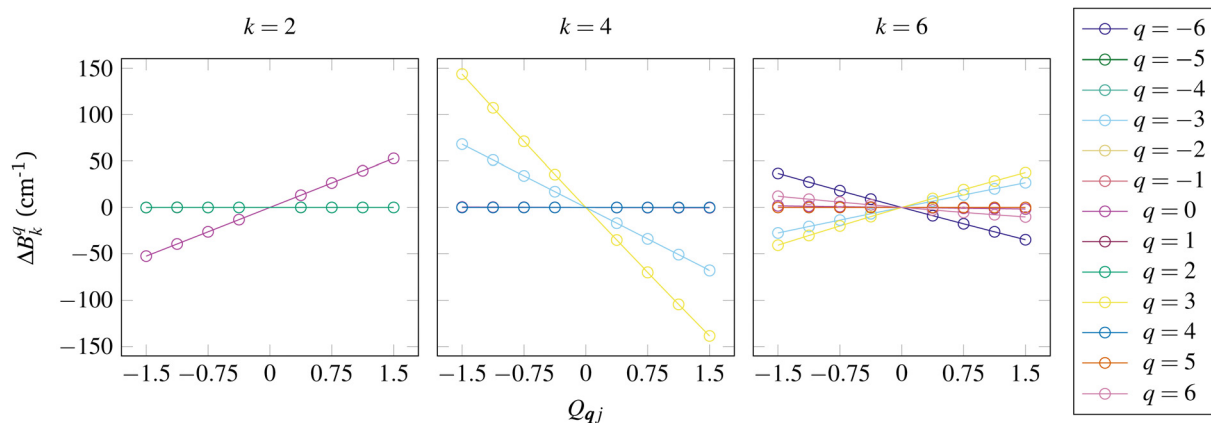 k = 2
k = 4
k = 6
ΔB_k^q (cm⁻¹)
150
100
50
0
−50
−100
−150
−1.5 −0.75 0 0.75 1.5
−1.5 −0.75 0 0.75 1.5
−1.5 −0.75 0 0.75 1.5
Q_qj
q = −6
q = −5
q = −4
q = −3
q = −2
q = −1
q = 0
q = 1
q = 2
q = 3
q = 4
q = 5
q = 6